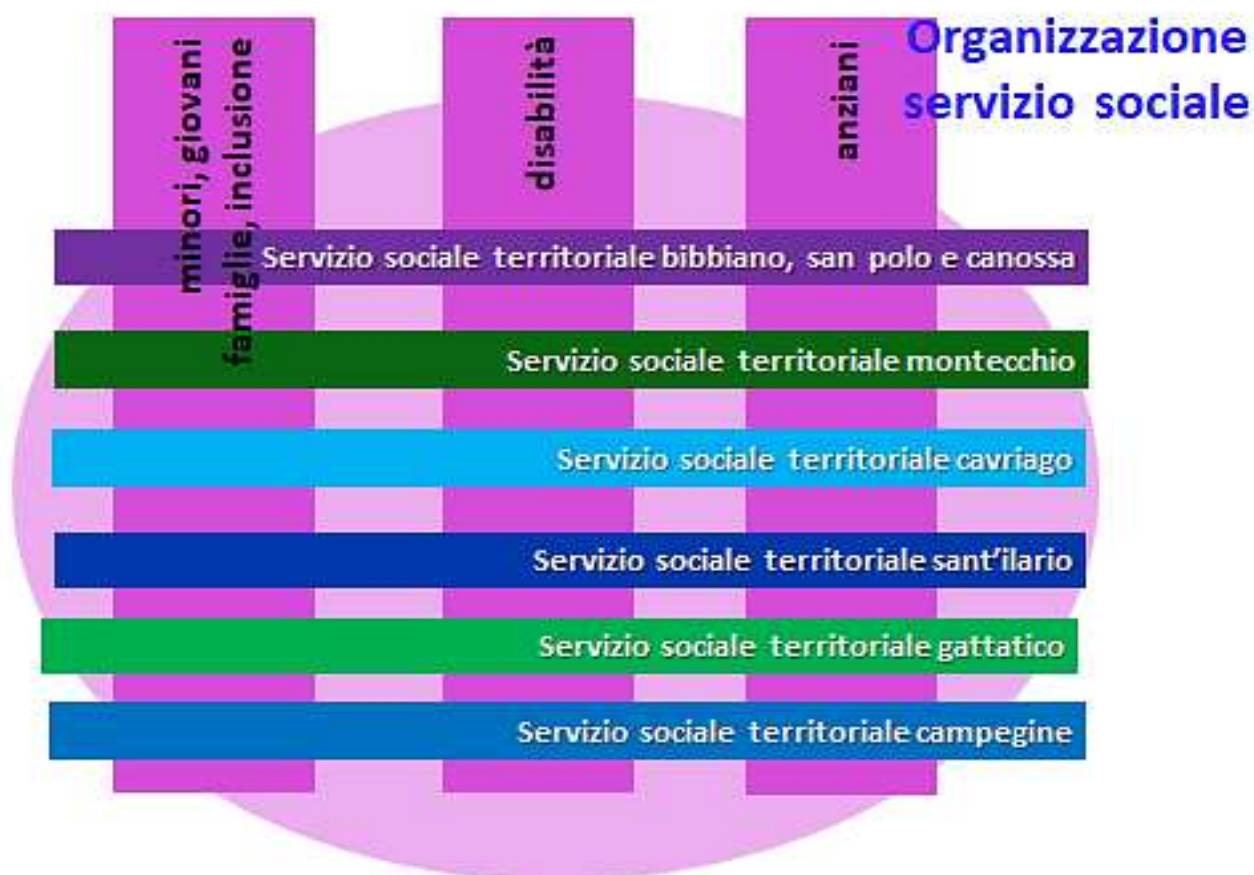 Organizzazione
servizio sociale
minori, giovani
famiglie, inclusione
disabilità
anziani
Servizio sociale territoriale bibbiano, san polo e canossa
Servizio sociale territoriale montecchio
Servizio sociale territoriale cavriago
Servizio sociale territoriale sant’ilario
Servizio sociale territoriale gattatico
Servizio sociale territoriale campegine